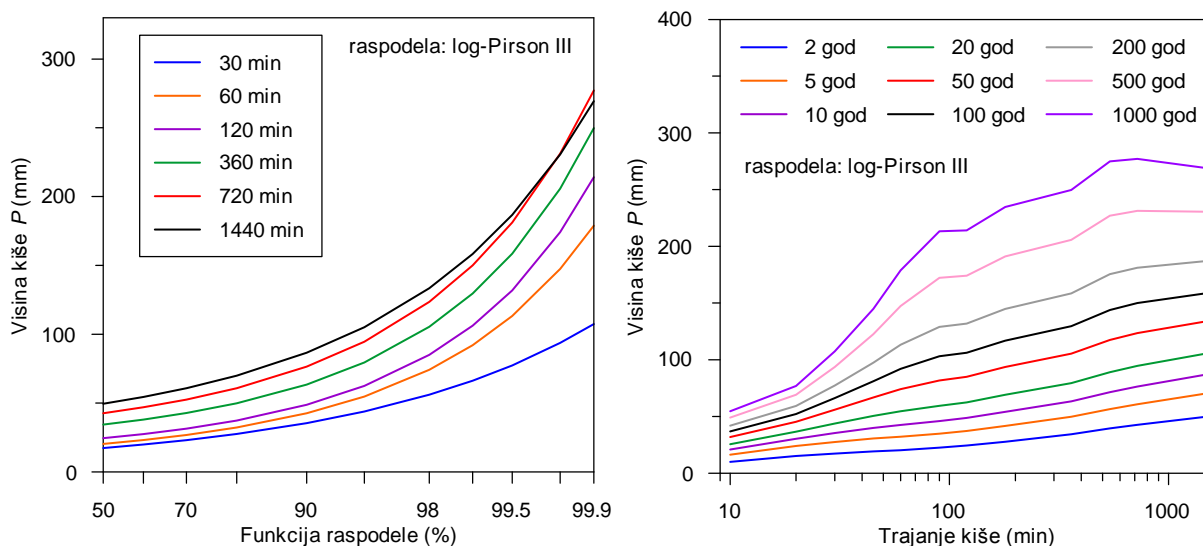 raspodela: log-Pirson III
30 min
60 min
120 min
360 min
720 min
1440 min
Visina kiše P (mm)
300
200
100
0
50
70
90
98
99.5
99.9
Funkcija raspodele (%)
400
300
200
100
0
Visina kiše P (mm)
2 god
20 god
200 god
5 god
50 god
500 god
10 god
100 god
1000 god
raspodela: log-Pirson III
10
100
1000
Trajanje kiše (min)